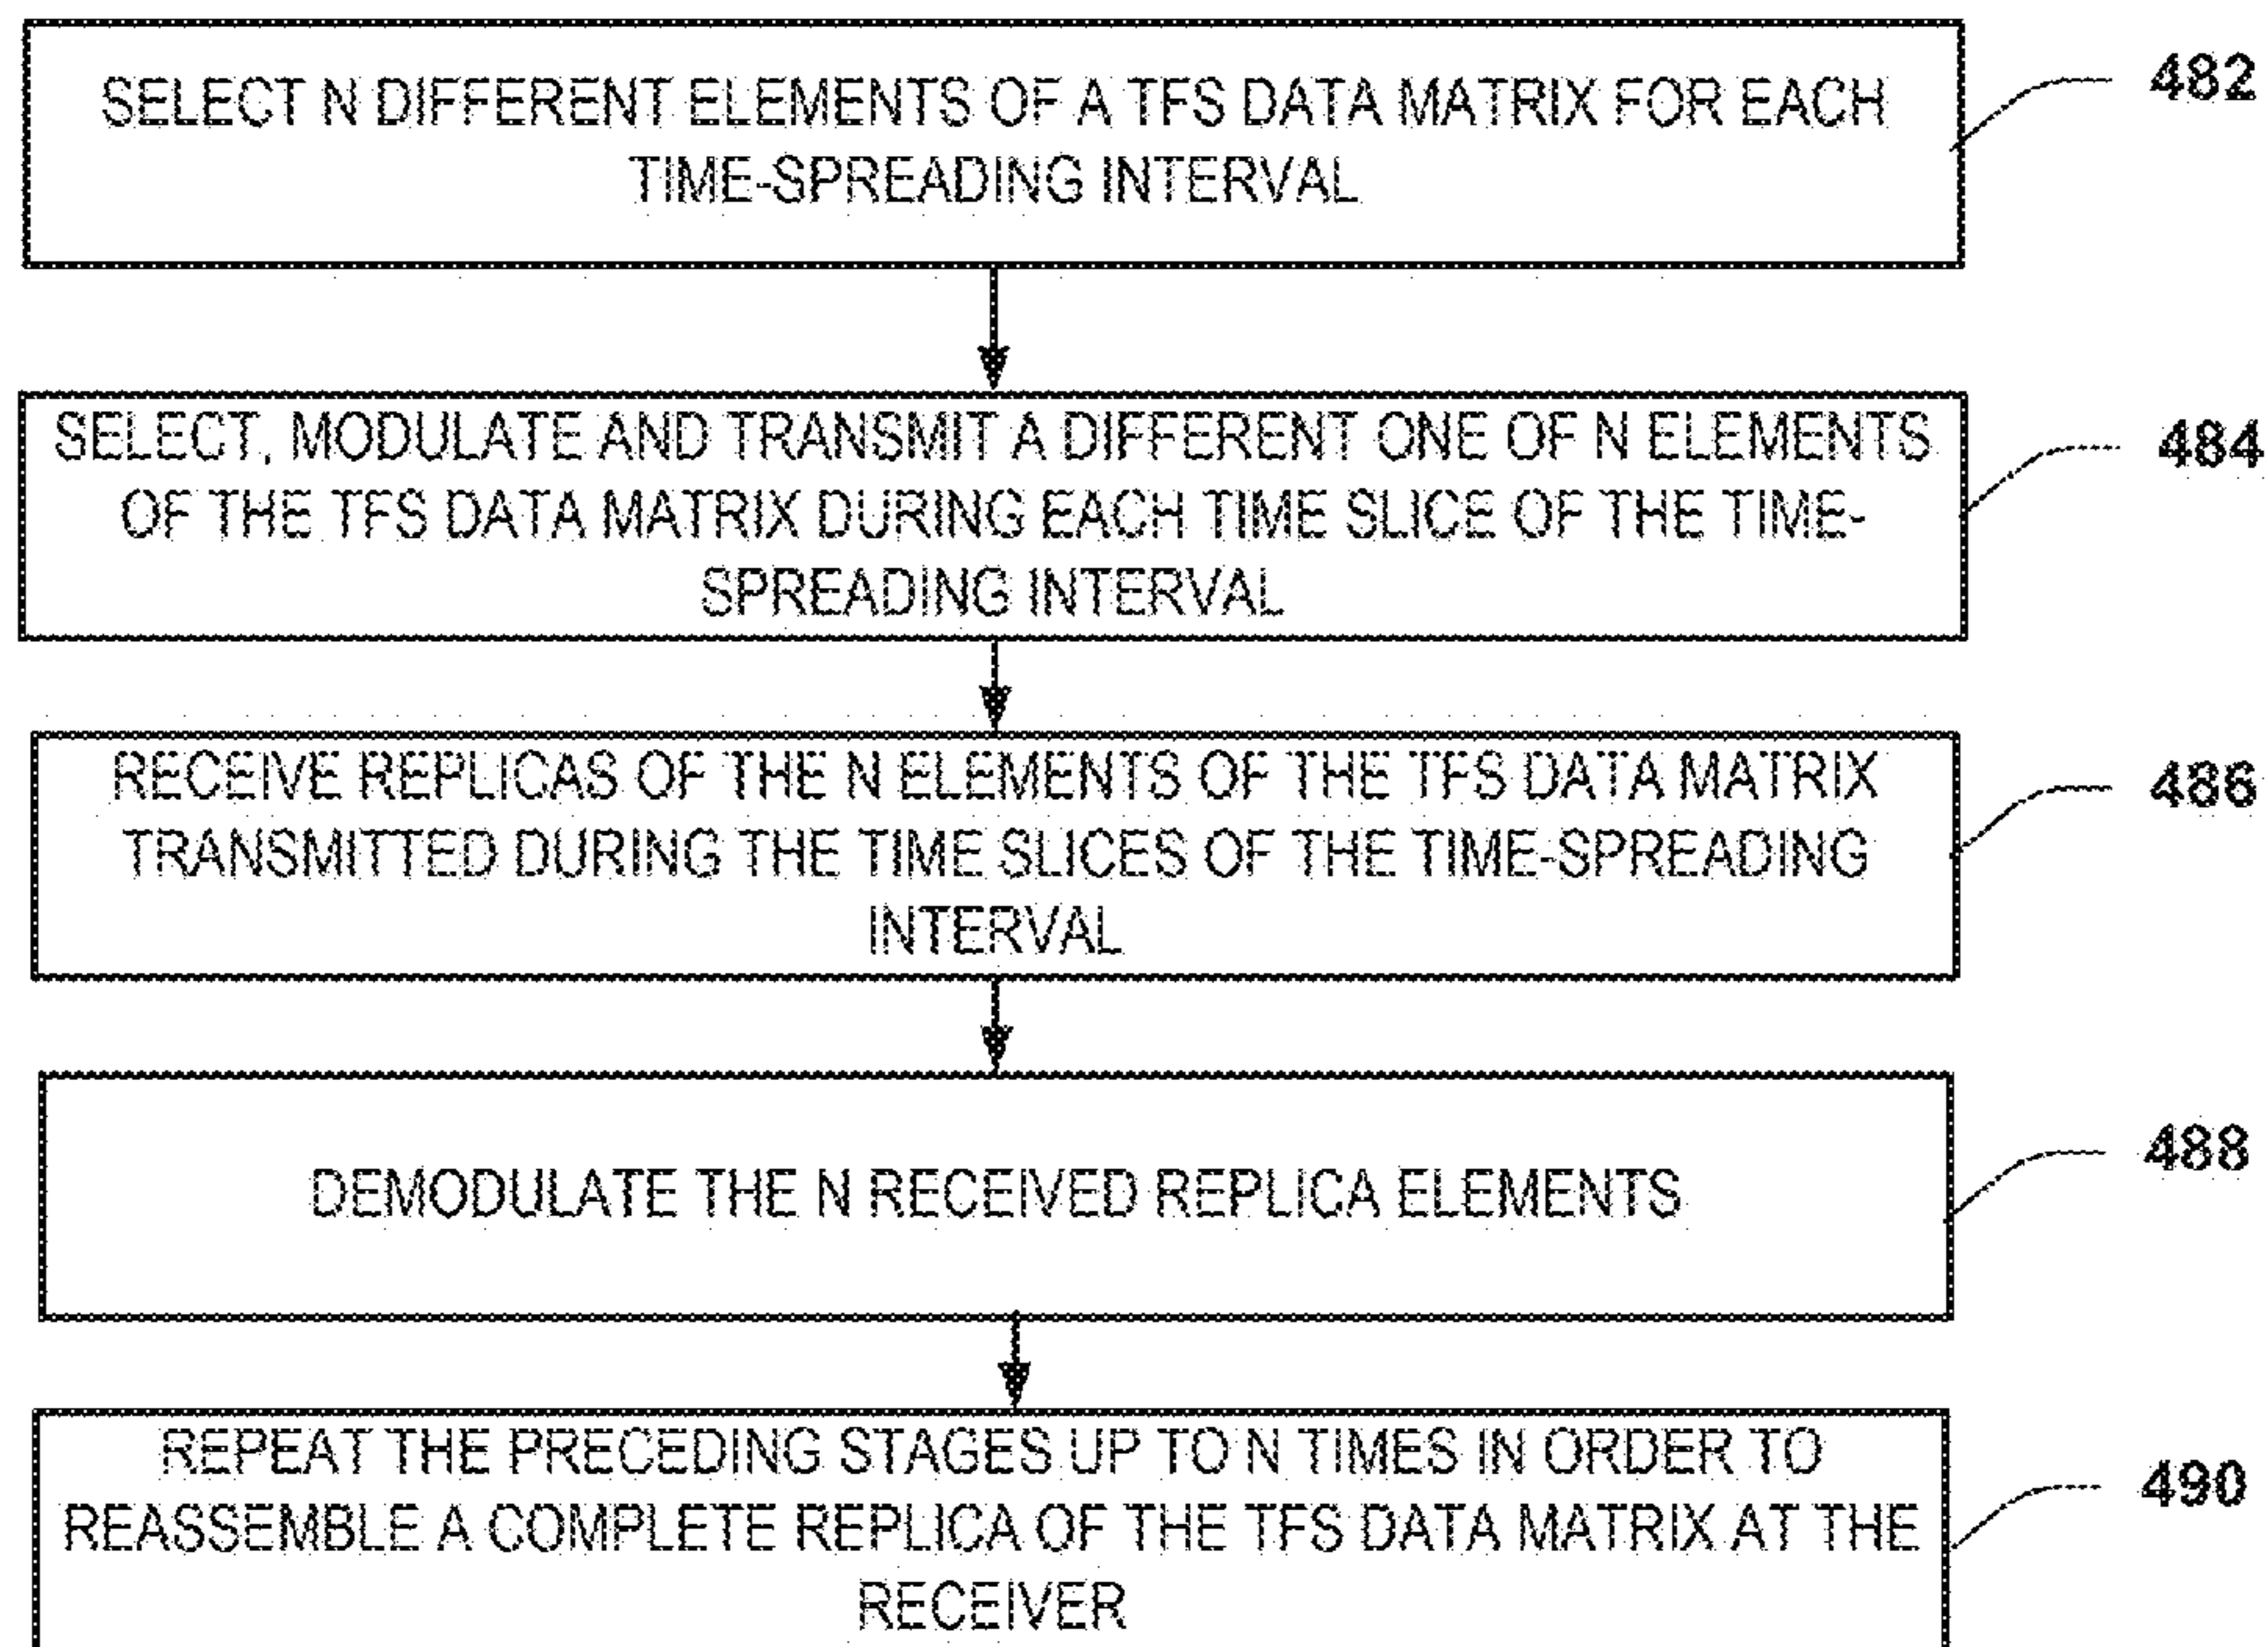 SELECT N DIFFERENT ELEMENTS OF A TFS DATA MATRIX FOR EACH
TIME-SPREADING INTERVAL
482
SELECT, MODULATE AND TRANSMIT A DIFFERENT ONE OF N ELEMENTS
OF THE TFS DATA MATRIX DURING EACH TIME SLICE OF THE TIME-
SPREADING INTERVAL
484
RECEIVE REPLICAS OF THE N ELEMENTS OF THE TFS DATA MATRIX
TRANSMITTED DURING THE TIME SLICES OF THE TIME-SPREADING
INTERVAL
486
DEMODULATE THE N RECEIVED REPLICA ELEMENTS
488
REPEAT THE PRECEDING STAGES UP TO N TIMES IN ORDER TO
REASSEMBLE A COMPLETE REPLICA OF THE TFS DATA MATRIX AT THE
RECEIVER
490